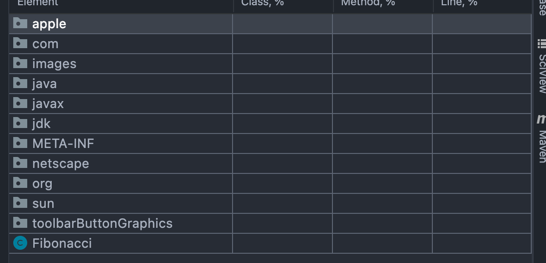 Element Class, % Method, % Line, %
apple
com
images
java
javax
jdk
META-INF
netscape
org
sun
toolbarButtonGraphics
C Fibonacci
SciView
m Maven